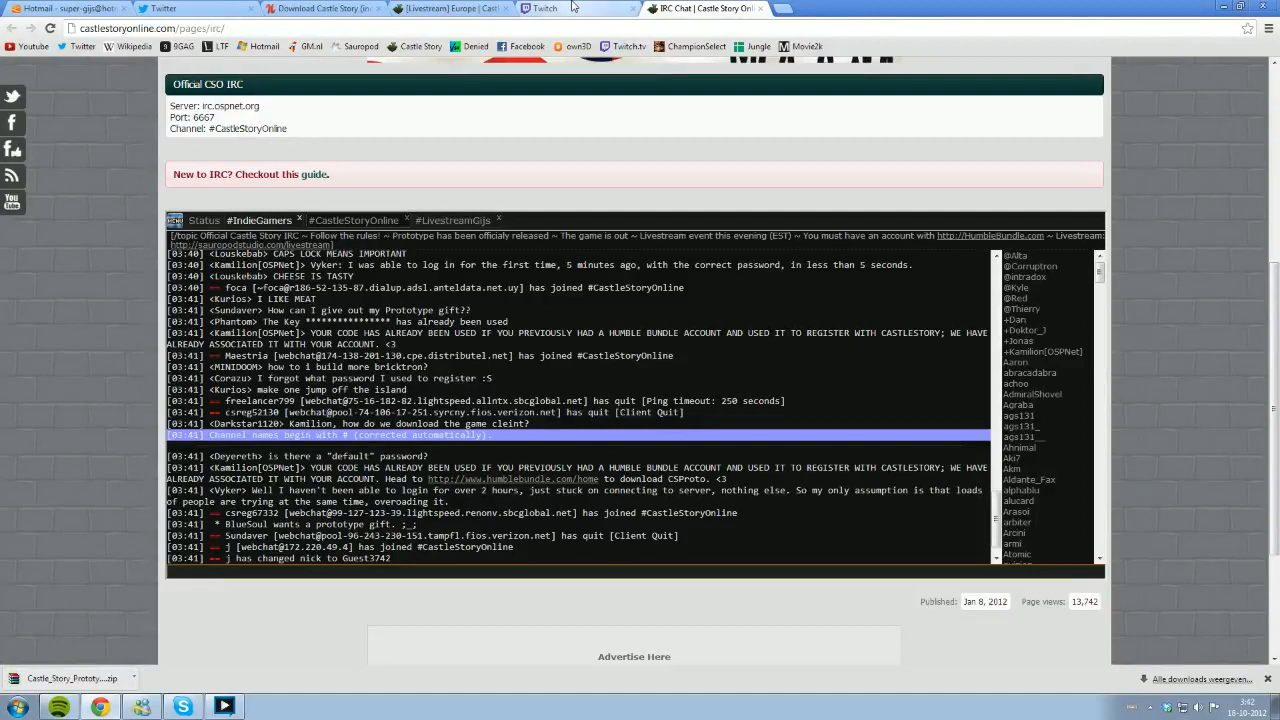 Hotmail - super-gijs@hot
Twitter
Download Castle Story (in
[Livestream] Europe | Castl
Twitch
IRC Chat | Castle Story Onl
castlestoryonline.com/pages/irc/
Youtube
Twitter
Wikipedia
9GAG
LTF
Hotmail
GM.nl
Sauropod
Castle Story
Denied
Facebook
own3D
Twitch.tv
ChampionSelect
Jungle
Movie2k
Official CSO IRC
Server: irc.ospnet.org
Port: 6667
Channel: #CastleStoryOnline
New to IRC? Checkout this guide.
MENU Status #IndieGamers #CastleStoryOnline #LivestreamGijs
[/topic Official Castle Story IRC ~ Follow the rules! ~ Prototype has been officialy released ~ The game is out ~ Livestream event this evening (EST) ~ You must have an account with http://HumbleBundle.com ~ Livestream:
http://sauropodstudio.com/livestream]
[03:40] <Louskebab> CAPS LOCK MEANS IMPORTANT
[03:40] <Kamilion[OSPNet]> Vyker: I was able to log in for the first time, 5 minutes ago, with the correct password, in less than 5 seconds.
[03:40] <Louskebab> CHEESE IS TASTY
[03:40] == foca [~foca@r186-52-135-87.dialup.adsl.anteldata.net.uy] has joined #CastleStoryOnline
[03:41] <Kurios> I LIKE MEAT
[03:41] <Sundaver> How can I give out my Prototype gift??
[03:41] <Phantom> The Key **************** has already been used
[03:41] <Kamilion[OSPNet]> YOUR CODE HAS ALREADY BEEN USED IF YOU PREVIOUSLY HAD A HUMBLE BUNDLE ACCOUNT AND USED IT TO REGISTER WITH CASTLESTORY; WE HAVE
ALREADY ASSOCIATED IT WITH YOUR ACCOUNT. <3
[03:41] == Maestria [webchat@174-138-201-130.cpe.distributel.net] has joined #CastleStoryOnline
[03:41] <MINIDOOM> how to i build more bricktron?
[03:41] <Corazu> I forgot what password I used to register :S
[03:41] <Kurios> make one jump off the island
[03:41] == freelancer799 [webchat@75-16-182-82.lightspeed.allntx.sbcglobal.net] has quit [Ping timeout: 250 seconds]
[03:41] == csreg52130 [webchat@pool-74-106-17-251.syrcny.fios.verizon.net] has quit [Client Quit]
[03:41] <Darkstar1120> Kamilion, how do we download the game cleint?
[03:41] Channel names begin with # (corrected automatically).
[03:41] <Deyereth> is there a "default" password?
[03:41] <Kamilion[OSPNet]> YOUR CODE HAS ALREADY BEEN USED IF YOU PREVIOUSLY HAD A HUMBLE BUNDLE ACCOUNT AND USED IT TO REGISTER WITH CASTLESTORY; WE HAVE
ALREADY ASSOCIATED IT WITH YOUR ACCOUNT. Head to http://www.humblebundle.com/home to download CSProto. <3
[03:41] <Vyker> Well I haven't been able to login for over 2 hours, just stuck on connecting to server, nothing else. So my only assumption is that loads
of people are trying at the same time, overoading it.
[03:41] == csreg67332 [webchat@99-127-123-39.lightspeed.renonv.sbcglobal.net] has joined #CastleStoryOnline
[03:41] * BlueSoul wants a prototype gift. ;_;
[03:41] == Sundaver [webchat@pool-96-243-230-151.tampfl.fios.verizon.net] has quit [Client Quit]
[03:41] == j [webchat@172.220.49.4] has joined #CastleStoryOnline
[03:41] == j has changed nick to Guest3742
@Alta
@Corruptron
@intradox
@Kyle
@Red
@Thierry
+Dan
+Doktor_J
+Jonas
+Kamilion[OSPNet]
Aaron
abracadabra
achoo
AdmiralShovel
Agraba
ags131
ags131_
ags131__
Ahnimal
Aki7
Akm
Aldante_Fax
alphablu
alucard
Arasoi
arbiter
Arcini
armi
Atomic
Published: Jan 8, 2012 Page views: 13,742
Advertise Here
Castle_Story_Prototy....zip
Alle downloads weergeven...
3:42
18-10-2012